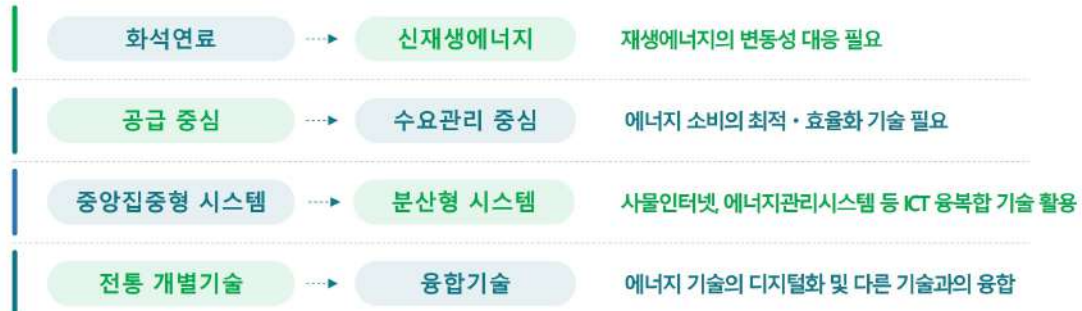 화석연료 신재생에너지 재생에너지의 변동성 대응 필요
공급 중심 수요관리 중심 에너지 소비의 최적·효율화 기술 필요
중앙집중형 시스템 분산형 시스템 사물인터넷, 에너지관리시스템 등 ICT 융복합 기술 활용
전통 개별기술 융합기술 에너지 기술의 디지털화 및 다른 기술과의 융합